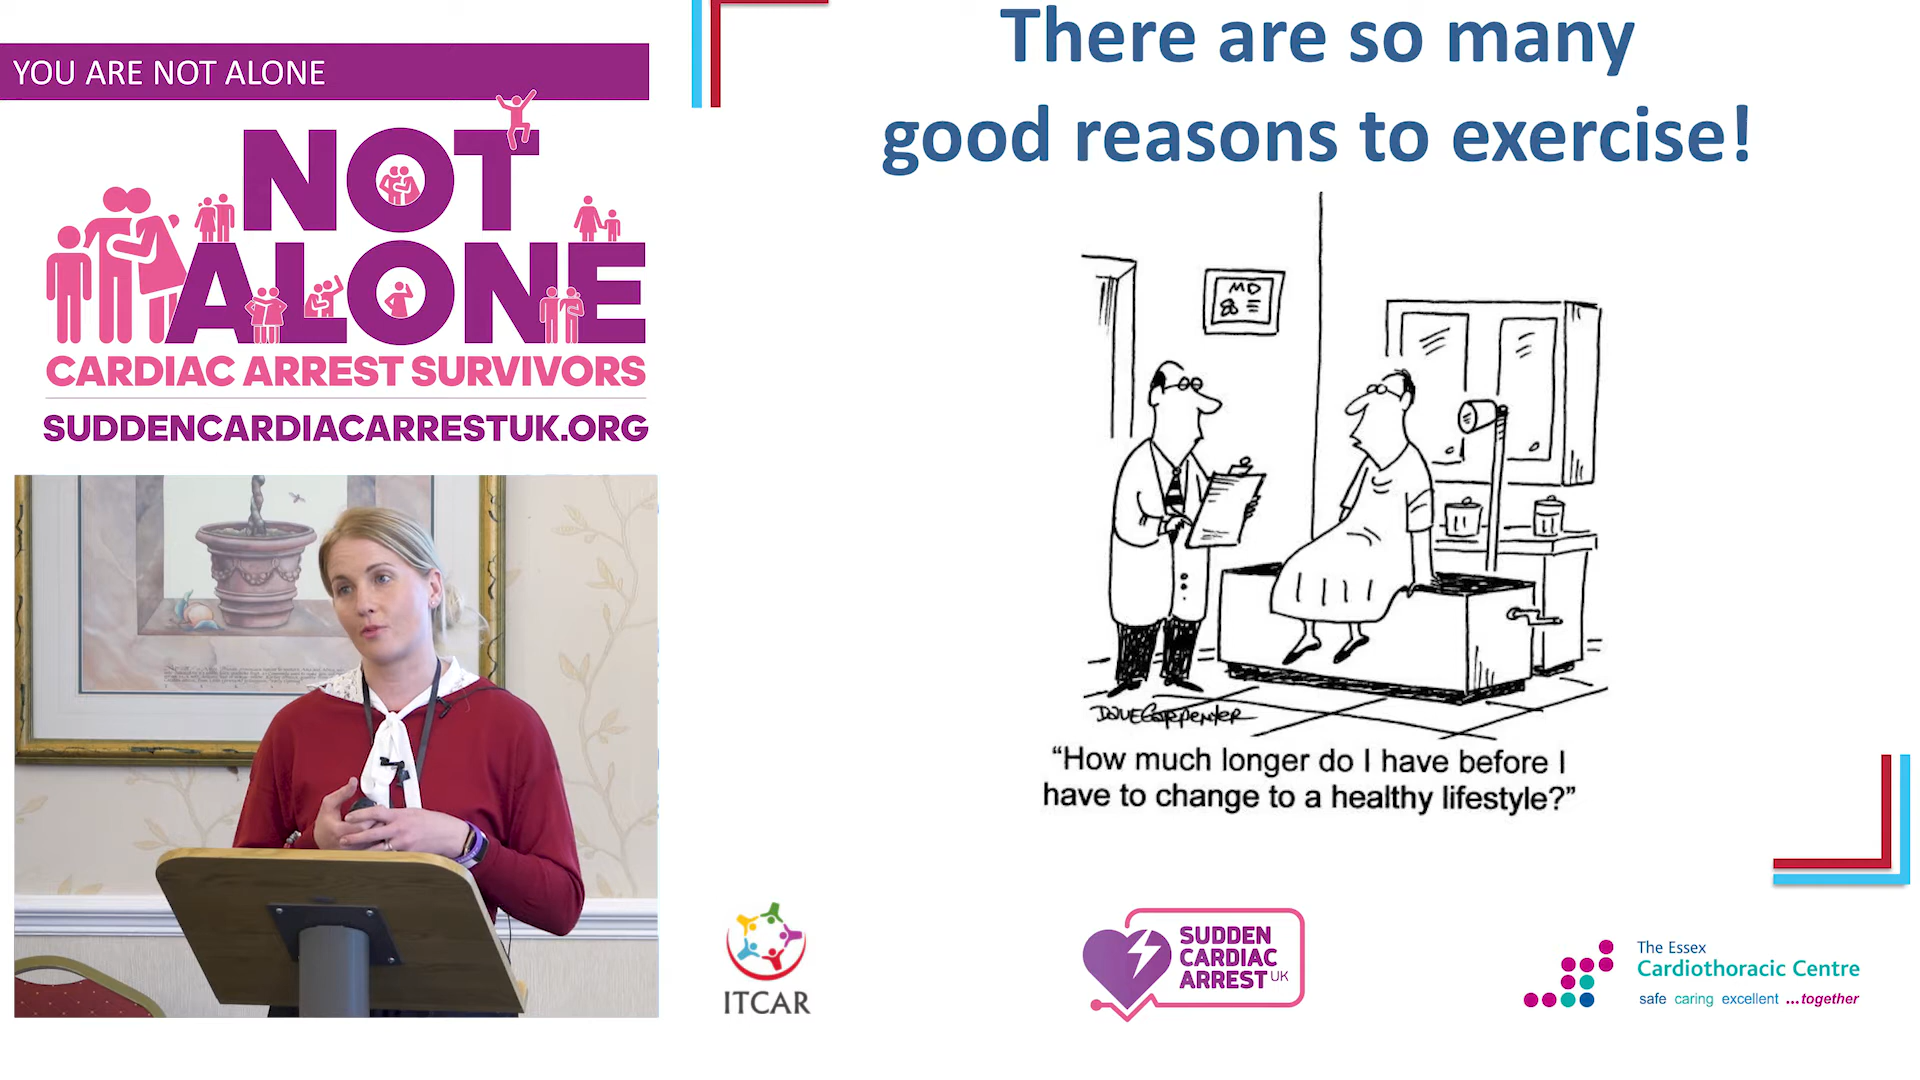 YOU ARE NOT ALONE
NOT
ALONE
CARDIAC ARREST SURVIVORS
SUDDENCARDIACARRESTUK.ORG
There are so many
good reasons to exercise!
MD
DAVE CARPENTER
“How much longer do I have before I
have to change to a healthy lifestyle?”
ITCAR
SUDDEN
CARDIAC
ARREST UK
The Essex
Cardiothoracic Centre
safe caring excellent ...together